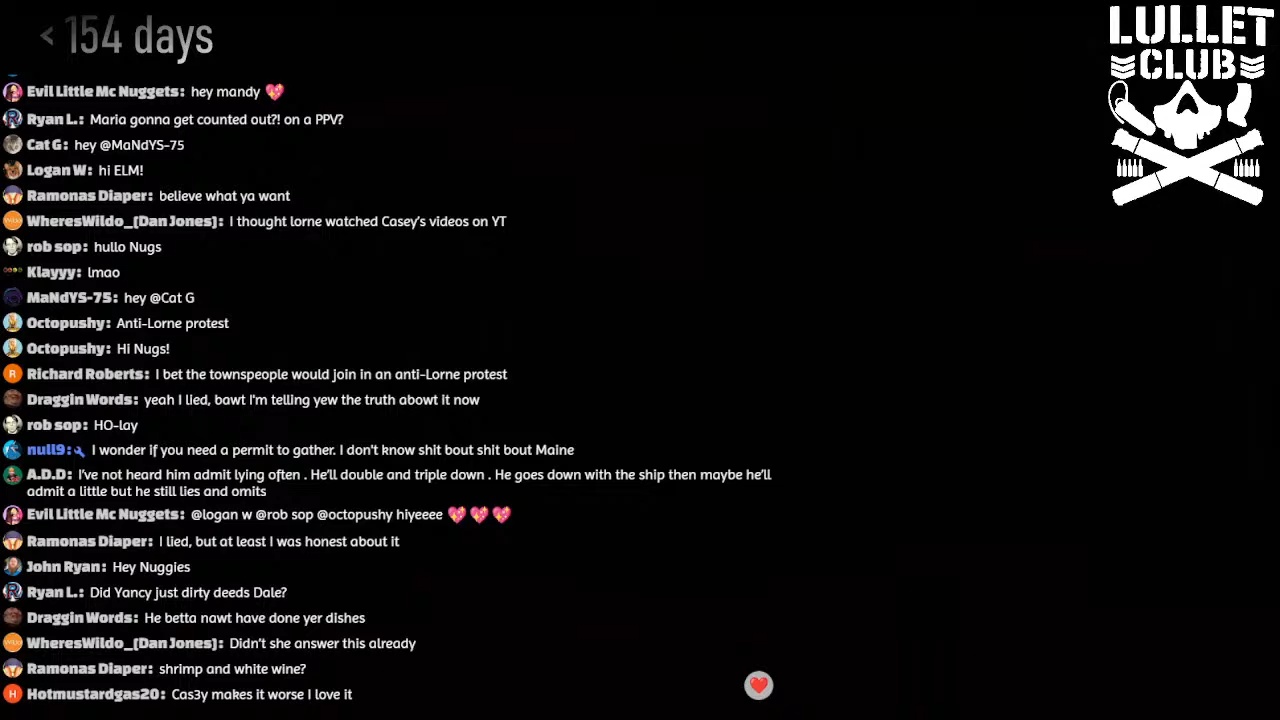 < 154 days
LULLET
CLUB
Evil Little Mc Nuggets: hey mandy 💖
Ryan L.: Maria gonna get counted out?! on a PPV?
Cat G: hey @MaNdYS-75
Logan W: hi ELM!
Ramonas Diaper: believe what ya want
WheresWildo_[Dan Jones]: I thought lorne watched Casey's videos on YT
rob sop: hullo Nugs
Klayyy: lmao
MaNdYS-75: hey @Cat G
Octopushy: Anti-Lorne protest
Octopushy: Hi Nugs!
R Richard Roberts: I bet the townspeople would join in an anti-Lorne protest
Draggin Words: yeah I lied, bawt I'm telling yew the truth abowt it now
rob sop: HO-lay
null9: I wonder if you need a permit to gather. I don't know shit bout shit bout Maine
A.D.D: I've not heard him admit lying often . He'll double and triple down . He goes down with the ship then maybe he'll
admit a little but he still lies and omits
Evil Little Mc Nuggets: @logan w @rob sop @octopushy hiyeeee 💖 💖 💖
Ramonas Diaper: I lied, but at least I was honest about it
John Ryan: Hey Nuggies
Ryan L.: Did Yancy just dirty deeds Dale?
Draggin Words: He betta nawt have done yer dishes
WheresWildo_[Dan Jones]: Didn't she answer this already
Ramonas Diaper: shrimp and white wine?
H Hotmustardgas20: Cas3y makes it worse I love it